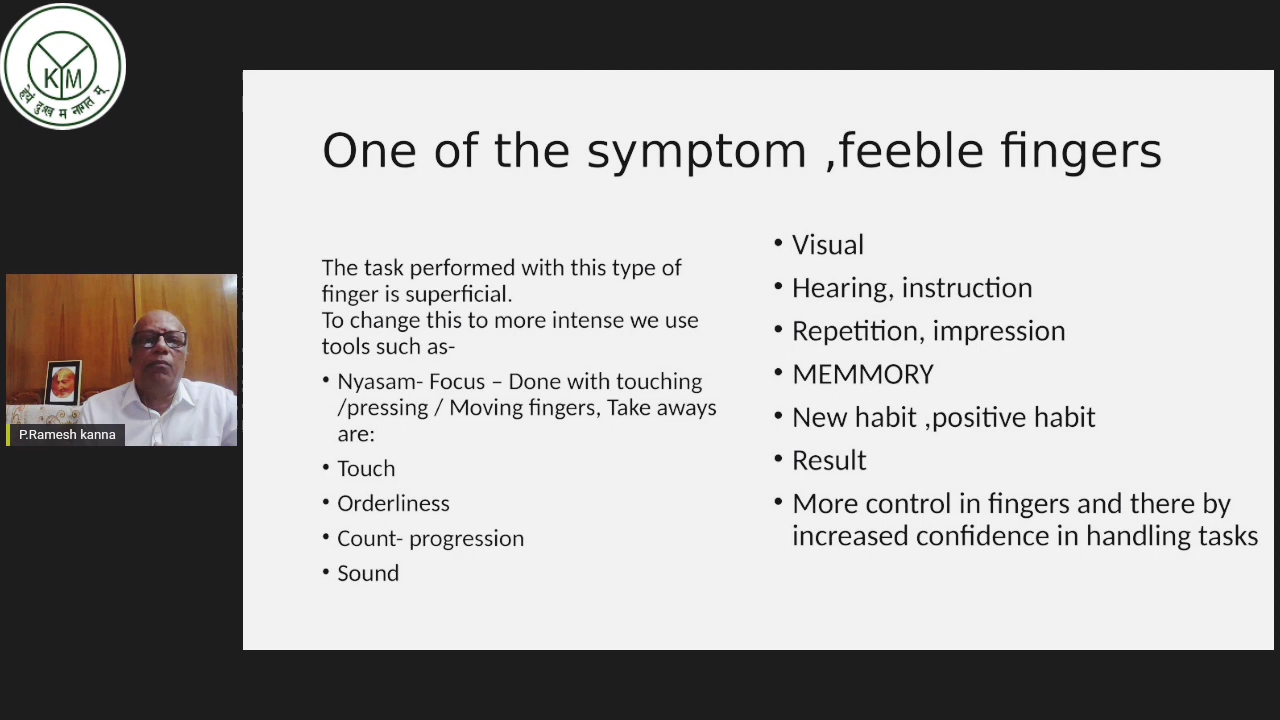 KYM
हेयं दुःख म नागत म्
One of the symptom ,feeble fingers
The task performed with this type of
finger is superficial.
To change this to more intense we use
tools such as-
• Nyasam- Focus – Done with touching
/pressing / Moving fingers, Take aways
are:
• Touch
• Orderliness
• Count- progression
• Sound
• Visual
• Hearing, instruction
• Repetition, impression
• MEMMORY
• New habit ,positive habit
• Result
• More control in fingers and there by
increased confidence in handling tasks
P.Ramesh kanna